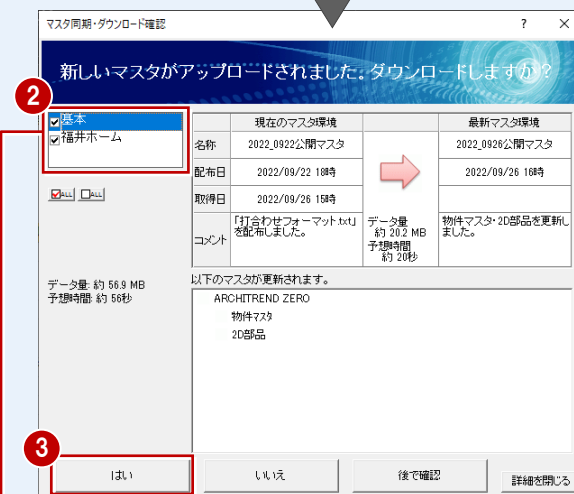 マスタ同期・ダウンロード確認
? ×
新しいマスタがアップロードされました。ダウンロードしますか?
2
基本
福井ホーム
ALL ALL
データ量: 約 56.9 MB
予想時間: 約 56秒
現在のマスタ環境 最新マスタ環境
名称 2022_0922公開マスタ 2022_0926公開マスタ
配布日 2022/09/22 18時 2022/09/26 16時
取得日 2022/09/26 15時
コメント 「打合わせフォーマット.txt」を配布しました。
データ量
約 20.2 MB
予想時間
約 20秒
物件マスタ・2D部品を更新しました。
以下のマスタが更新されます。
ARCHITREND ZERO
物件マスタ
2D部品
3
はい いいえ 後で確認 詳細を閉じる